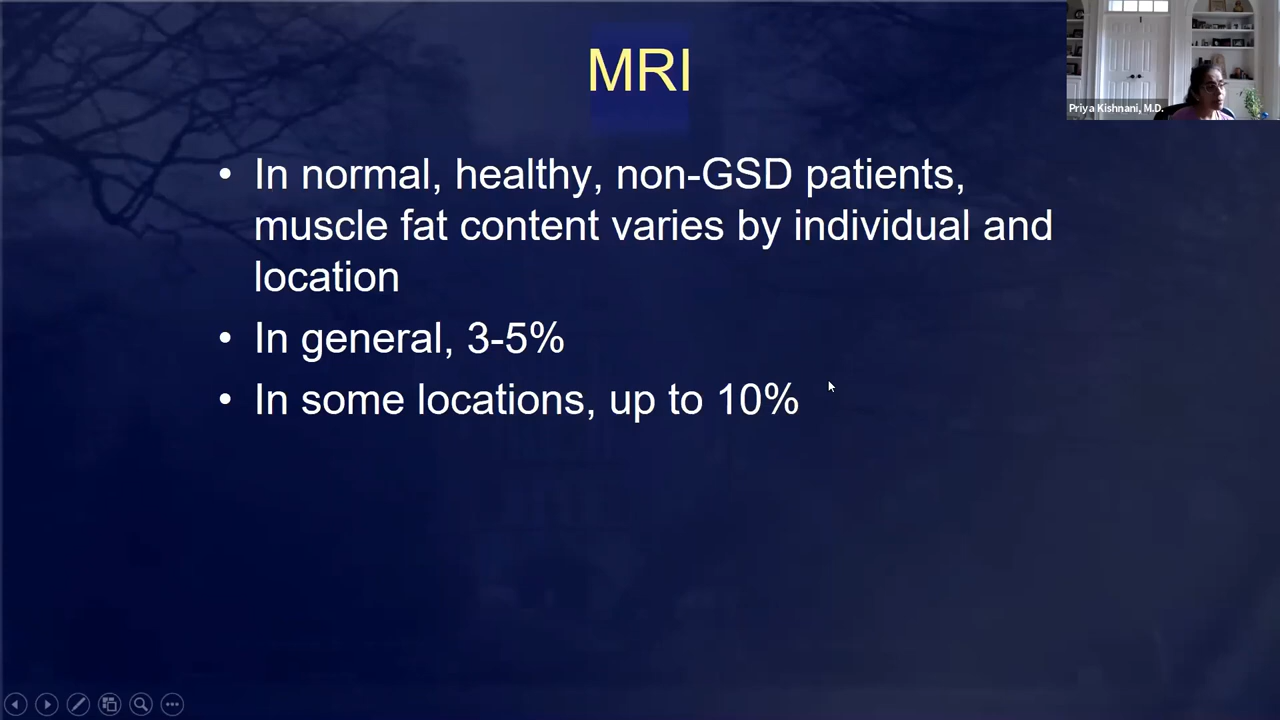 MRI
Priya Kishnani, M.D.
• In normal, healthy, non-GSD patients,
muscle fat content varies by individual and
location
• In general, 3-5%
• In some locations, up to 10%